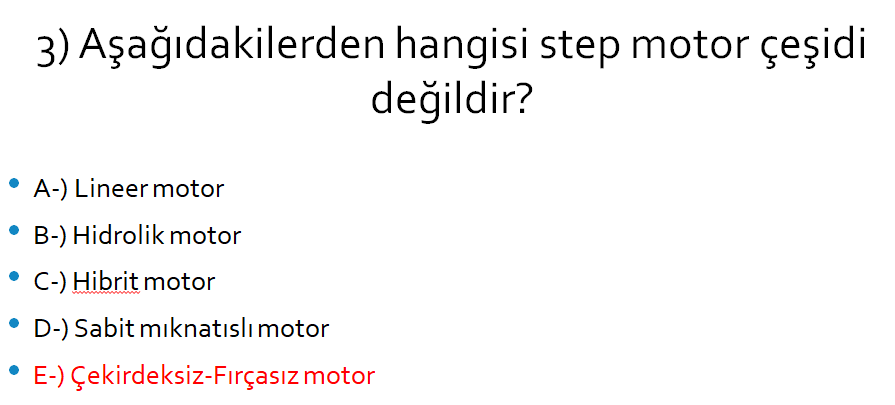 3) Aşağıdakilerden hangisi step motor çeşidi
değildir?
• A-) Lineer motor
• B-) Hidrolik motor
• C-) Hibrit motor
• D-) Sabit mıknatıslı motor
• E-) Çekirdeksiz-Fırçasız motor